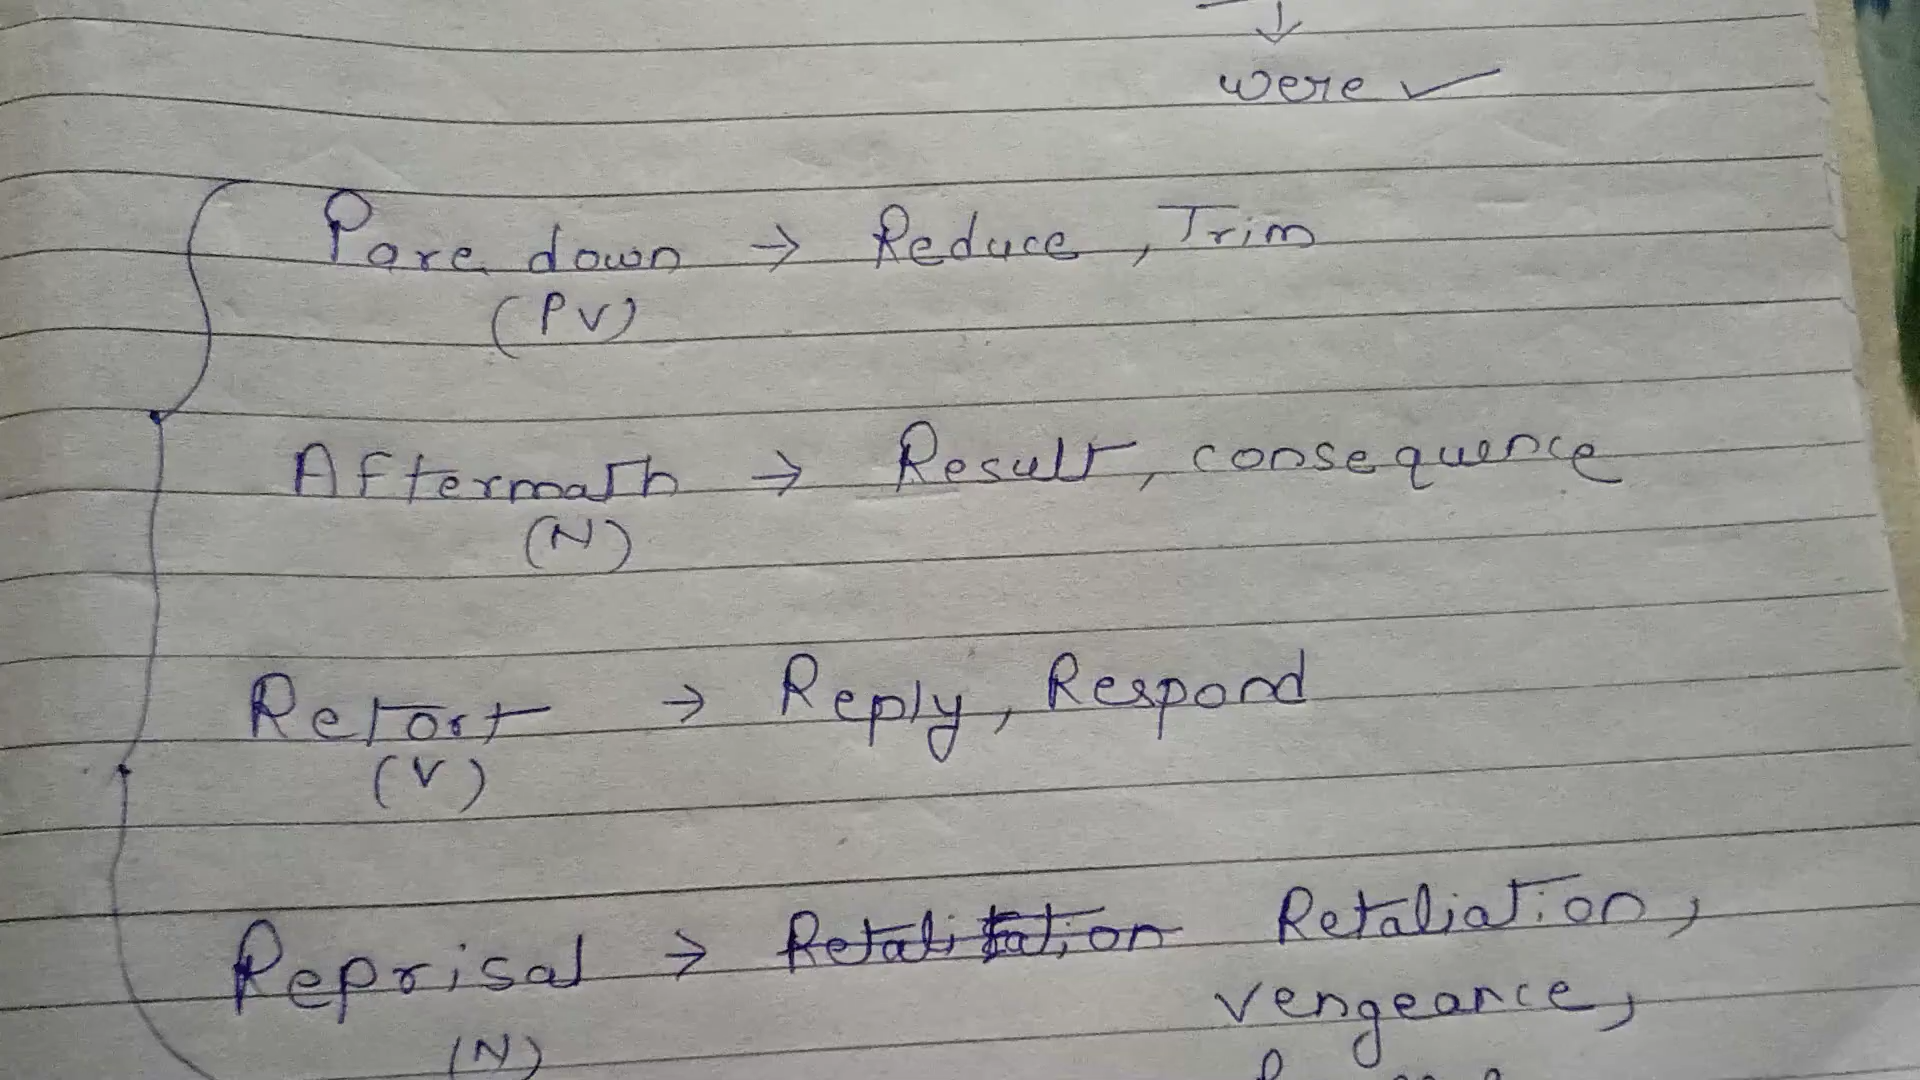 ↓
were ✓
Pare down → Reduce, Trim
(PV)
Aftermath → Result, consequence
(N)
Retort → Reply, Respond
(V)
Reprisal → Retalitation Retaliation,
vengeance,
(N)